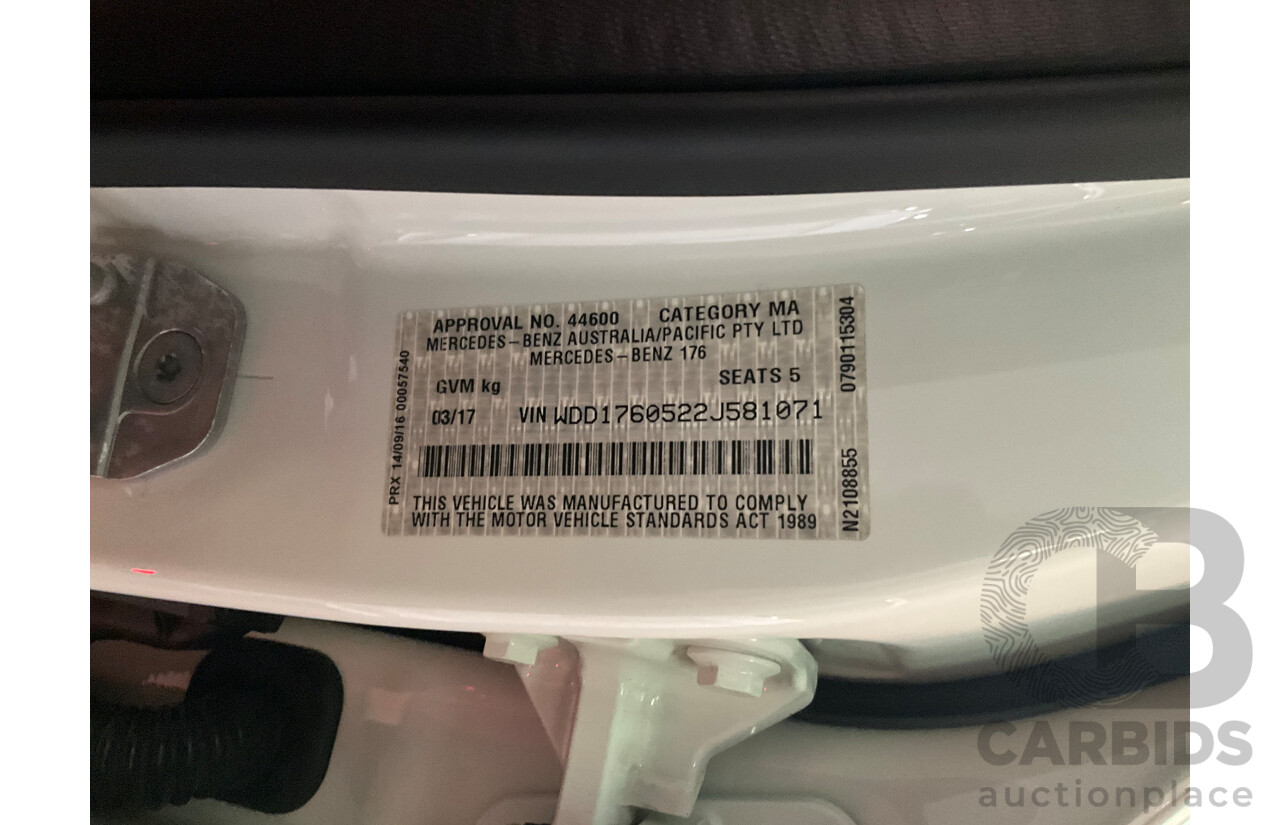 APPROVAL NO. 44600 CATEGORY MA
MERCEDES-BENZ AUSTRALIA/PACIFIC PTY LTD
MERCEDES-BENZ 176
GVM kg SEATS 5
03/17 VIN WDD1760522J581071
THIS VEHICLE WAS MANUFACTURED TO COMPLY
WITH THE MOTOR VEHICLE STANDARDS ACT 1989
PRX 14/09/16 00057540
N2108855 0790115304
CB
CARBIDS
auctionplace